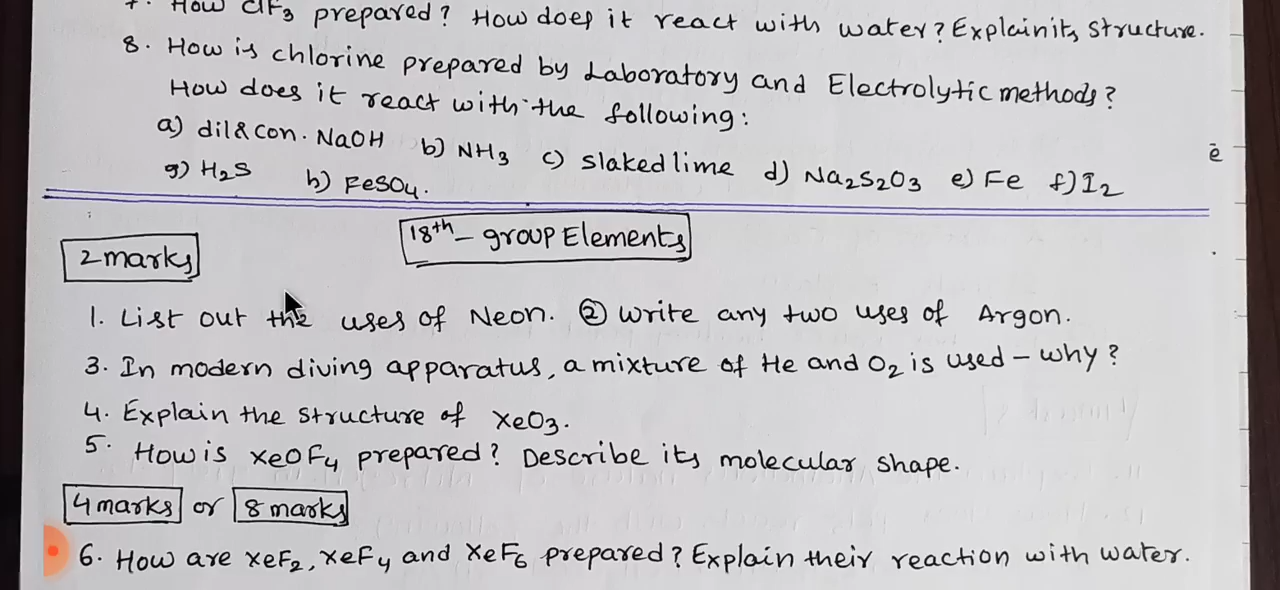 7. How ClF3 prepared? How does it react with water? Explain its structure.
8. How is chlorine prepared by Laboratory and Electrolytic methods?
How does it react with the following:
a) dil & con. NaOH b) NH3 c) slaked lime d) Na2S2O3 e) Fe f) I2
g) H2S h) FeSO4.
ē
18th - group Elements
2 marks
1. List out the uses of Neon. ② write any two uses of Argon.
3. In modern diving apparatus, a mixture of He and O2 is used - why?
4. Explain the structure of XeO3.
5. How is XeOF4 prepared? Describe its molecular shape.
4 marks or 8 marks
6. How are XeF2, XeF4 and XeF6 prepared? Explain their reaction with water.